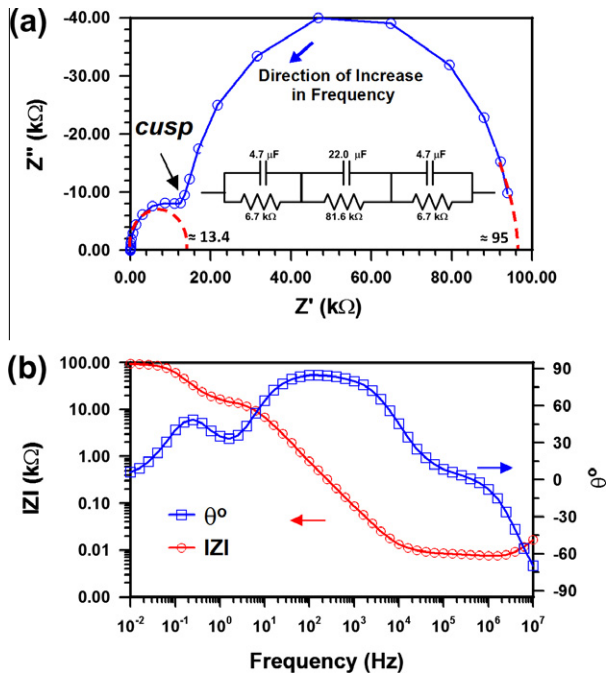 (a)
-40.00
-30.00
-20.00
-10.00
0.00
Z" (kΩ)
Direction of Increase
in Frequency
cusp
4.7 µF
22.0 µF
4.7 µF
6.7 kΩ
81.6 kΩ
6.7 kΩ
≈ 13.4
≈ 95
0.00 20.00 40.00 60.00 80.00 100.00
Z' (kΩ)
(b)
100.00
10.00
1.00
0.10
0.01
0.00
IZI (kΩ)
θº
IZI
90
60
30
0
-30
-60
-90
θº
10⁻² 10⁻¹ 10⁰ 10¹ 10² 10³ 10⁴ 10⁵ 10⁶ 10⁷
Frequency (Hz)